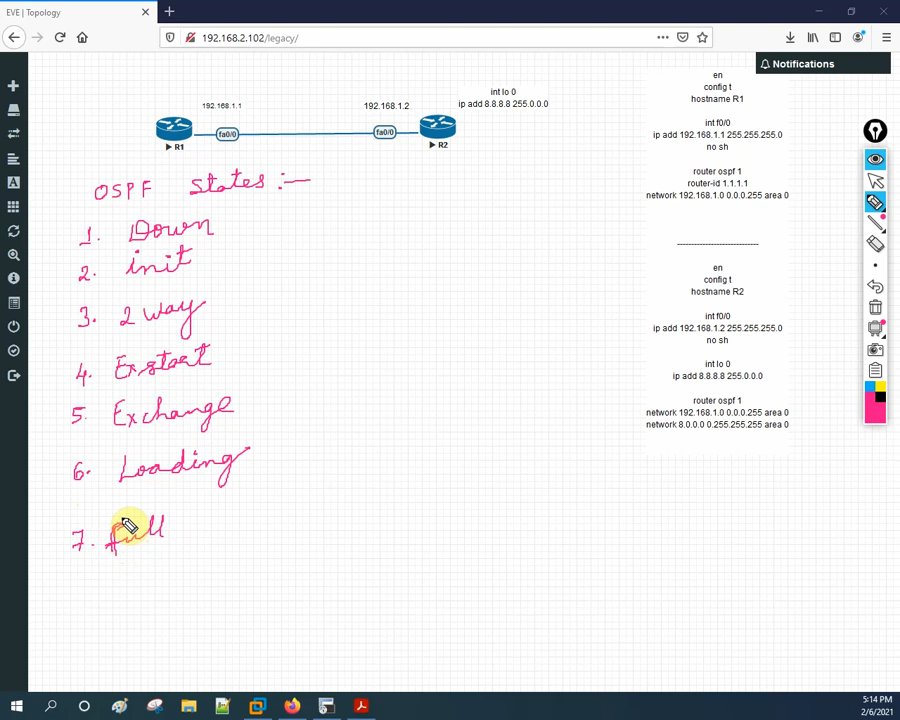 EVE | Topology
192.168.2.102/legacy/
Notifications
192.168.1.1
192.168.1.2
int lo 0
ip add 8.8.8.8 255.0.0.0
fa0/0
fa0/0
R1
R2
OSPF States :-
1. Down
2. init
3. 2 way
4. Exstart
5. Exchange
6. Loading
7. full
en
config t
hostname R1
int f0/0
ip add 192.168.1.1 255.255.255.0
no sh
router ospf 1
router-id 1.1.1.1
network 192.168.1.0 0.0.0.255 area 0
------------------------------
en
config t
hostname R2
int f0/0
ip add 192.168.1.2 255.255.255.0
no sh
int lo 0
ip add 8.8.8.8 255.0.0.0
router ospf 1
network 192.168.1.0 0.0.0.255 area 0
network 8.0.0.0 0.255.255.255 area 0
5:14 PM
2/6/2021